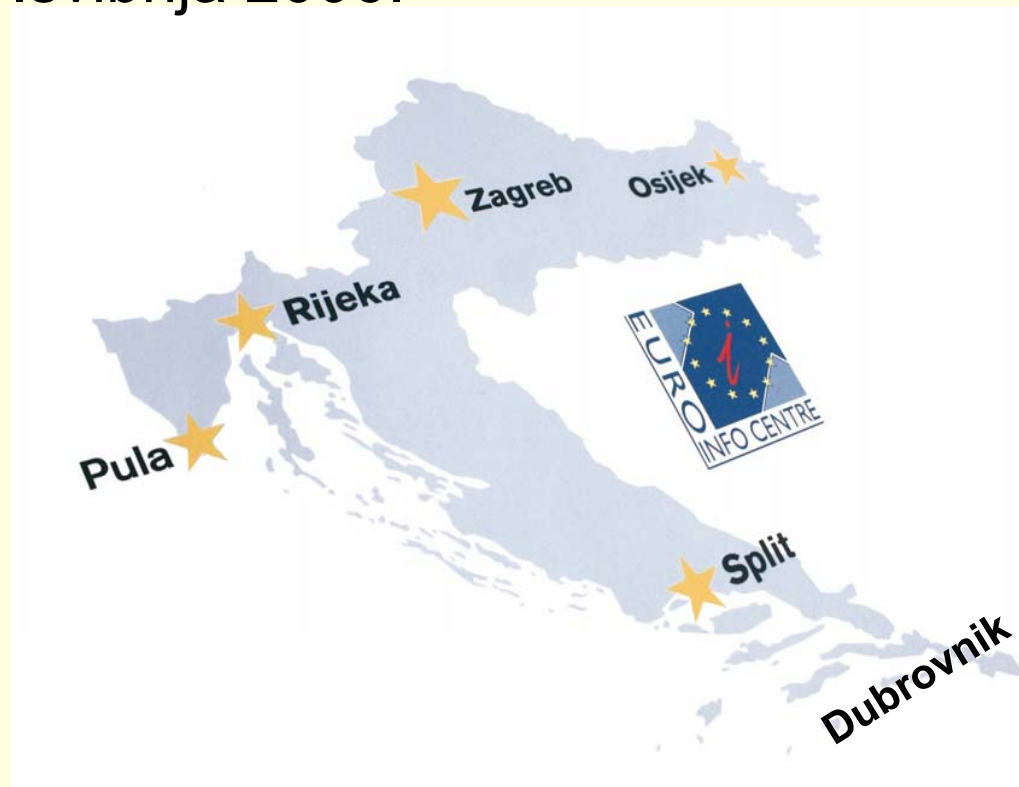 Zagreb
Osijek
Rijeka
EURO
i
INFO CENTRE
Pula
Split
Dubrovnik